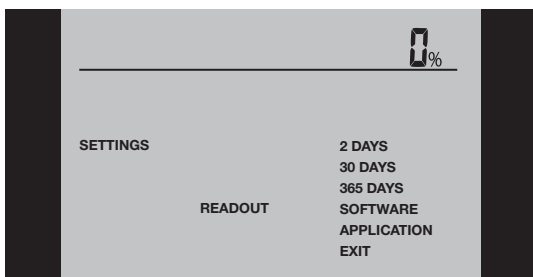 0%
SETTINGS 2 DAYS
30 DAYS
365 DAYS
READOUT SOFTWARE
APPLICATION
EXIT